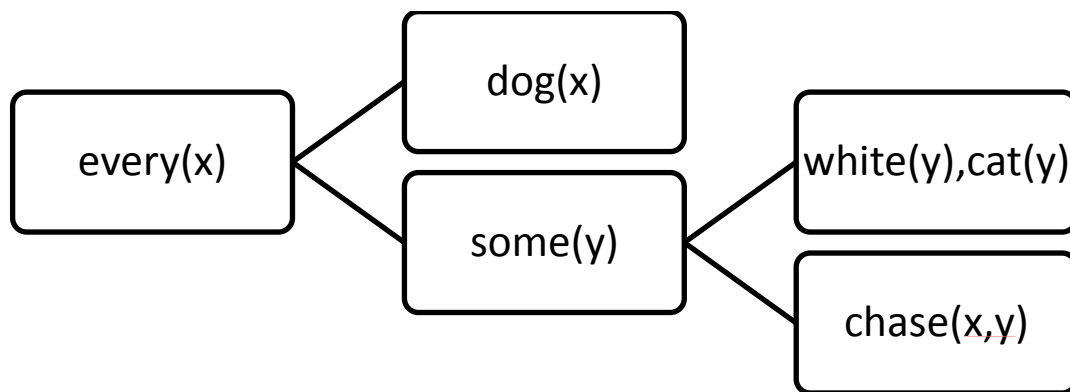 every(x)
dog(x)
some(y)
white(y),cat(y)
chase(x,y)